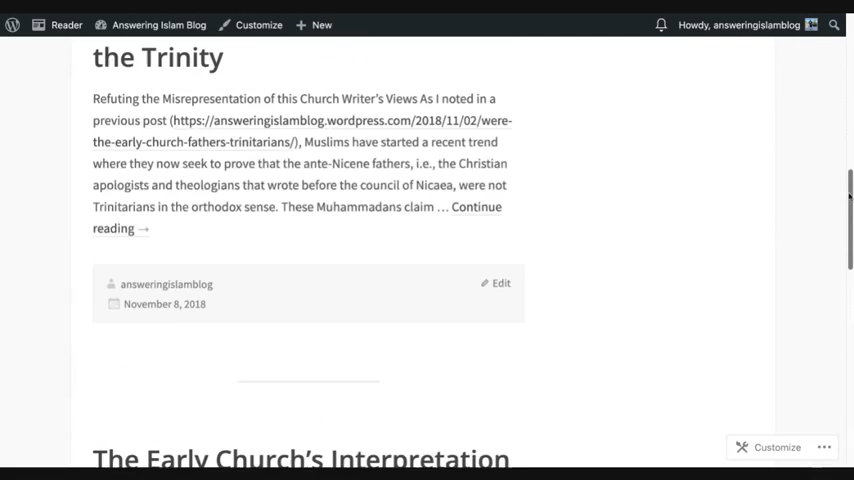 Reader Answering Islam Blog Customize New Howdy, answeringislamblog
the Trinity
Refuting the Misrepresentation of this Church Writer's Views As I noted in a
previous post (https://answeringislamblog.wordpress.com/2018/11/02/were-
the-early-church-fathers-trinitarians/), Muslims have started a recent trend
where they now seek to prove that the ante-Nicene fathers, i.e., the Christian
apologists and theologians that wrote before the council of Nicaea, were not
Trinitarians in the orthodox sense. These Muhammadans claim … Continue
reading →
answeringislamblog Edit
November 8, 2018
Customize
The Early Church's Interpretation